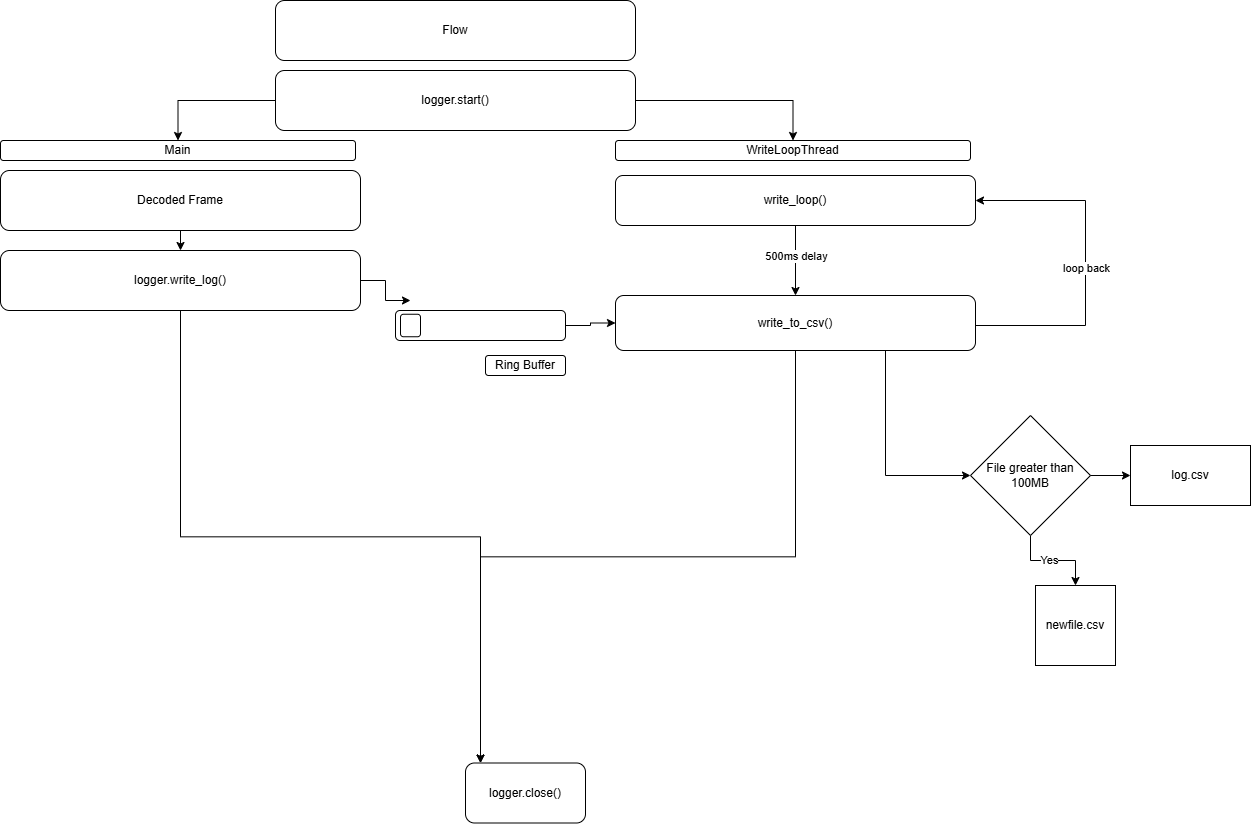 Flow
logger.start()
Main
WriteLoopThread
Decoded Frame
write_loop()
500ms delay
loop back
logger.write_log()
write_to_csv()
Ring Buffer
File greater than
100MB
log.csv
Yes
newfile.csv
logger.close()